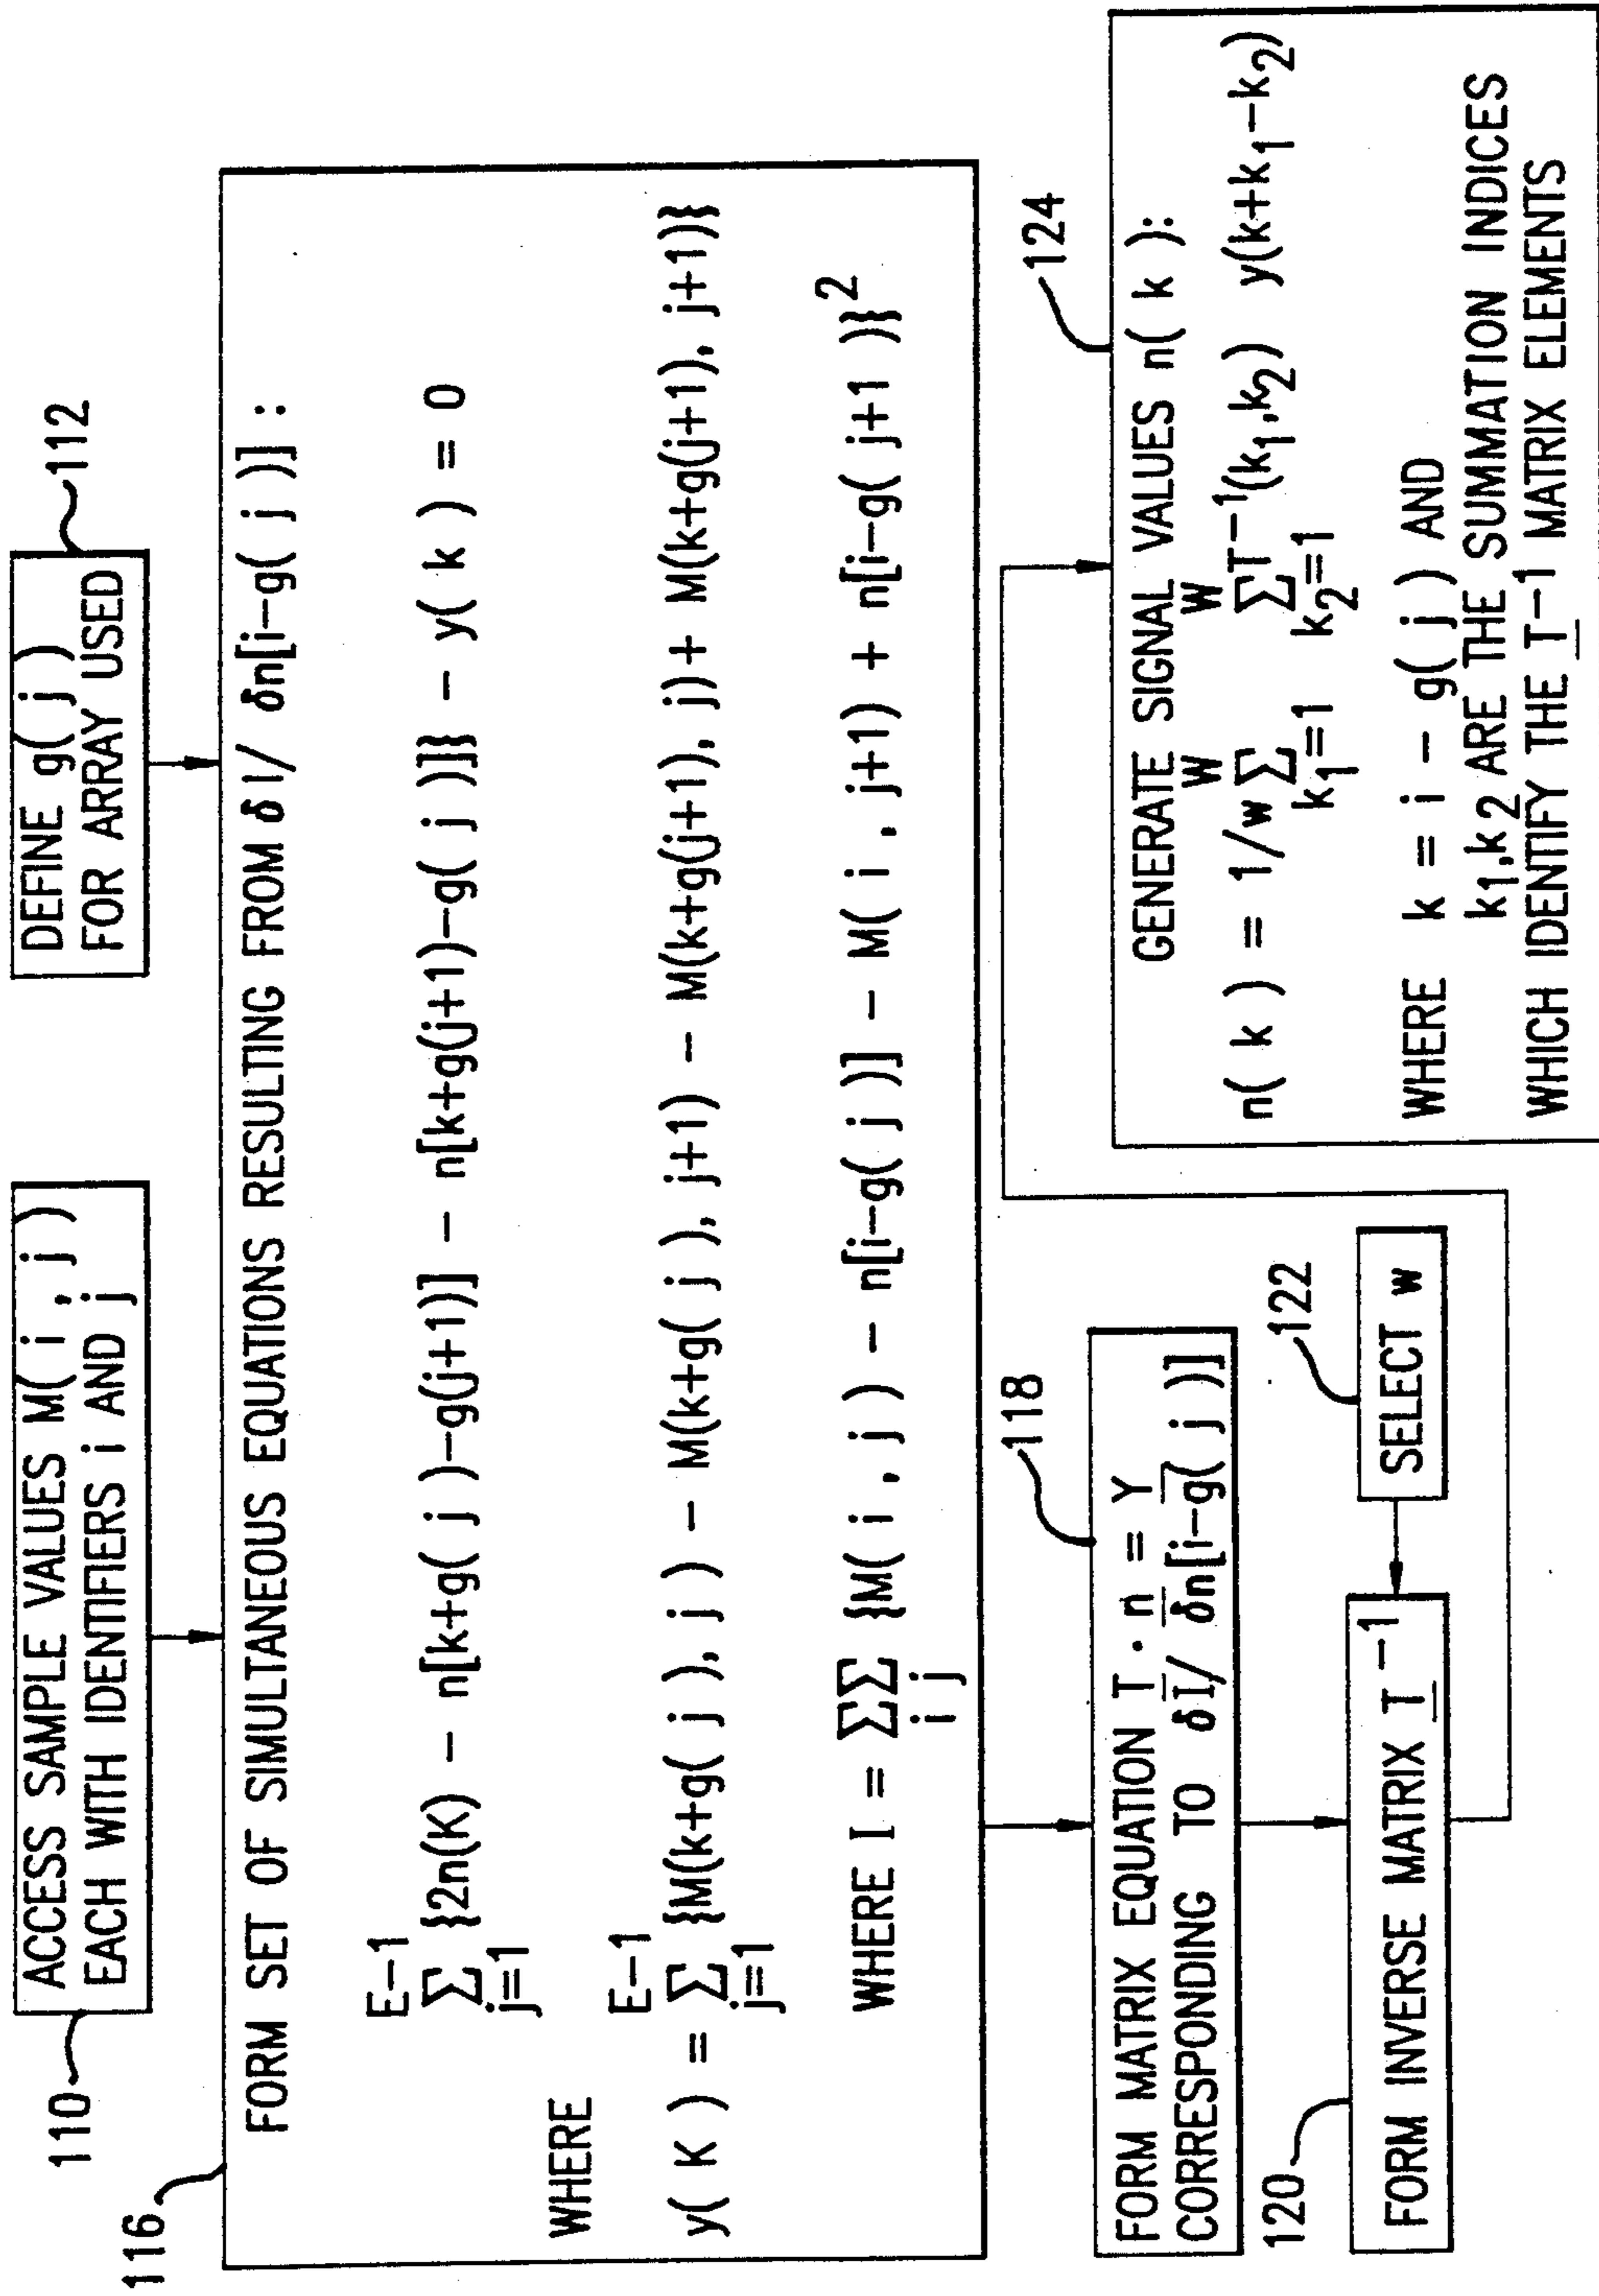 110
ACCESS SAMPLE VALUES M( i , j )
EACH WITH IDENTIFIERS i AND j
DEFINE g( j )
FOR ARRAY USED
112
116
FORM SET OF SIMULTANEOUS EQUATIONS RESULTING FROM δ I/ δn[i-g( j )] :
E-1
Σ {2n(K) - n[k+g( j )-g(j+1)] - n[k+g(j+1)-g( j )]} - y( k ) = 0
j=1
WHERE
E-1
y( K ) = Σ {M(k+g( j ), j ) - M(k+g( j ), j+1) - M(k+g(j+1), j) + M(k+g(j+1), j+1)}
j=1
WHERE I = ΣΣ {M( i , j ) - n[i-g( j )] - M( i , j+1) + n[i-g( j+1 )]}²
i j
118
FORM MATRIX EQUATION T · n = Y
CORRESPONDING TO δI/ δn[i-g( j )]
120
FORM INVERSE MATRIX T⁻¹
122
SELECT w
124
GENERATE SIGNAL VALUES n( k ):
W W
n( k ) = 1/w Σ ΣT⁻¹(k₁,k₂) y(k+k₁-k₂)
k₁=1 k₂=1
WHERE k = i - g( j ) AND
k₁,k₂ ARE THE SUMMATION INDICES
WHICH IDENTIFY THE T⁻¹ MATRIX ELEMENTS